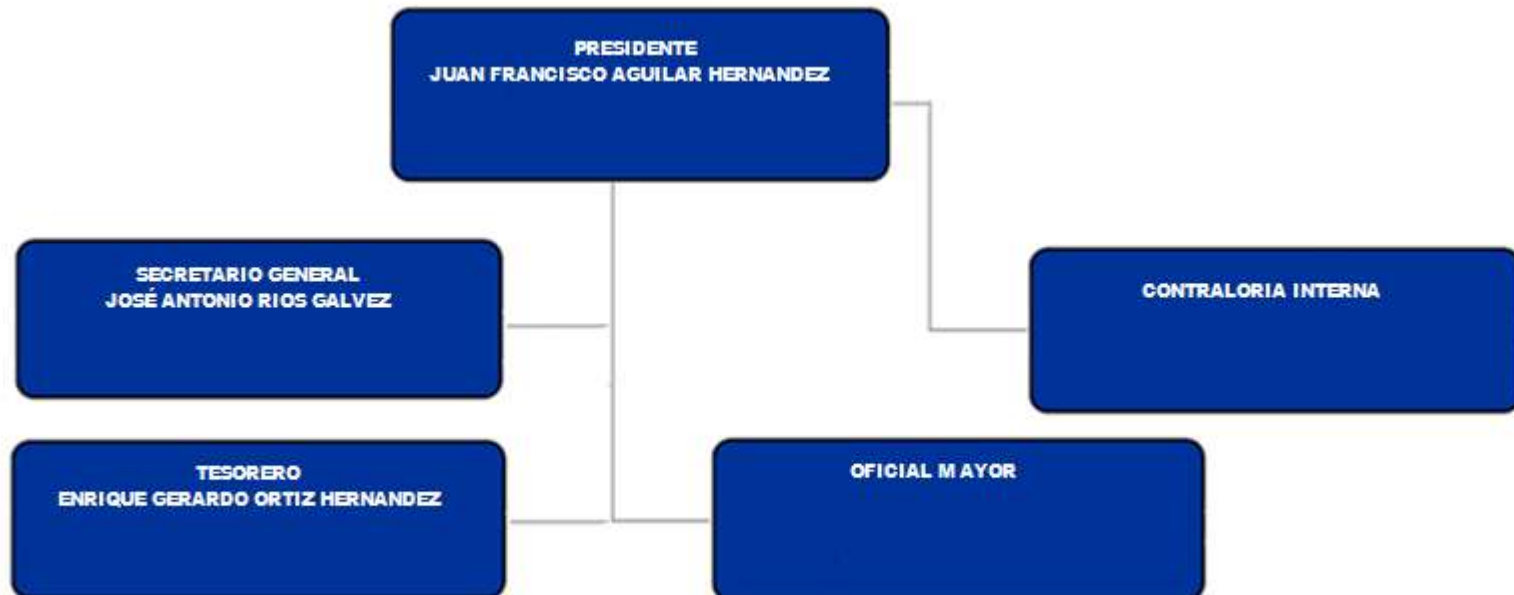 PRESIDENTE
JUAN FRANCISCO AGUILAR HERNANDEZ
SECRETARIO GENERAL
JOSÉ ANTONIO RIOS GALVEZ
CONTRALORIA INTERNA
TESORERO
ENRIQUE GERARDO ORTIZ HERNANDEZ
OFICIAL MAYOR